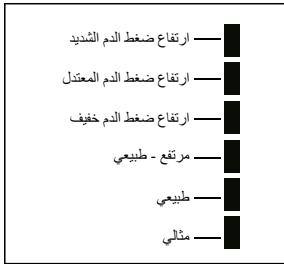 ارتفاع ضغط الدم الشديد
ارتفاع ضغط الدم المعتدل
ارتفاع ضغط الدم خفيف
مرتفع - طبيعي
طبيعي
مثالي